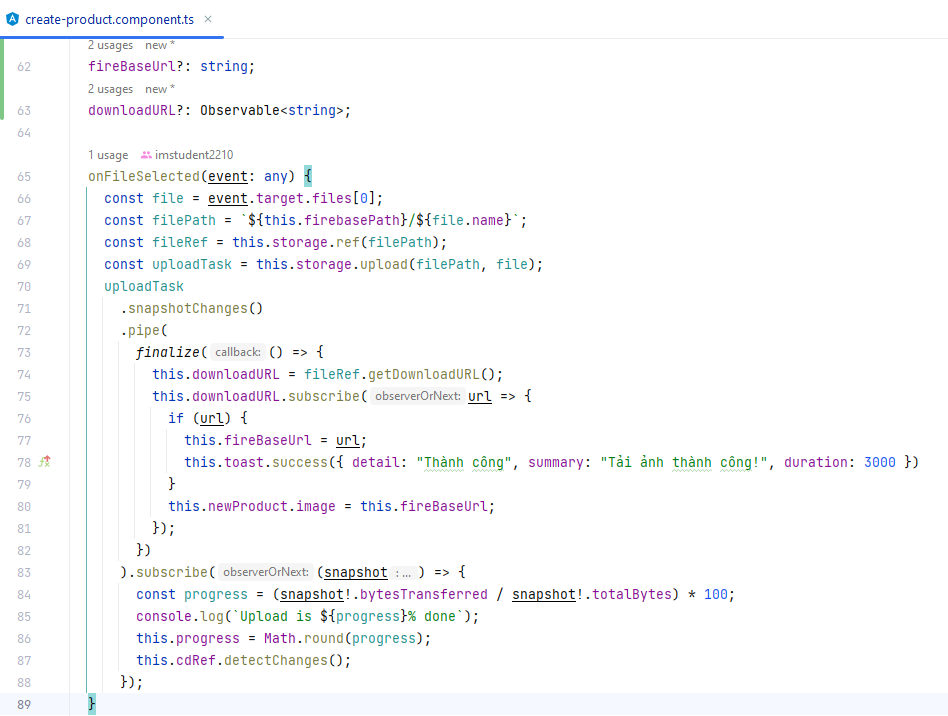 create-product.component.ts ×
2 usages new *
62 fireBaseUrl?: string;
2 usages new *
63 downloadURL?: Observable<string>;
64
1 usage imstudent2210
65 onFileSelected(event: any) {
66 const file = event.target.files[0];
67 const filePath = `${this.firebasePath}/${file.name}`;
68 const fileRef = this.storage.ref(filePath);
69 const uploadTask = this.storage.upload(filePath, file);
70 uploadTask
71 .snapshotChanges()
72 .pipe(
73 finalize( callback: () => {
74 this.downloadURL = fileRef.getDownloadURL();
75 this.downloadURL.subscribe( observerOrNext: url => {
76 if (url) {
77 this.fireBaseUrl = url;
78 this.toast.success({ detail: "Thành công", summary: "Tải ảnh thành công!", duration: 3000 })
79 }
80 this.newProduct.image = this.fireBaseUrl;
81 });
82 })
83 ).subscribe( observerOrNext: (snapshot : ... ) => {
84 const progress = (snapshot!.bytesTransferred / snapshot!.totalBytes) * 100;
85 console.log(`Upload is ${progress}% done`);
86 this.progress = Math.round(progress);
87 this.cdRef.detectChanges();
88 });
89 }